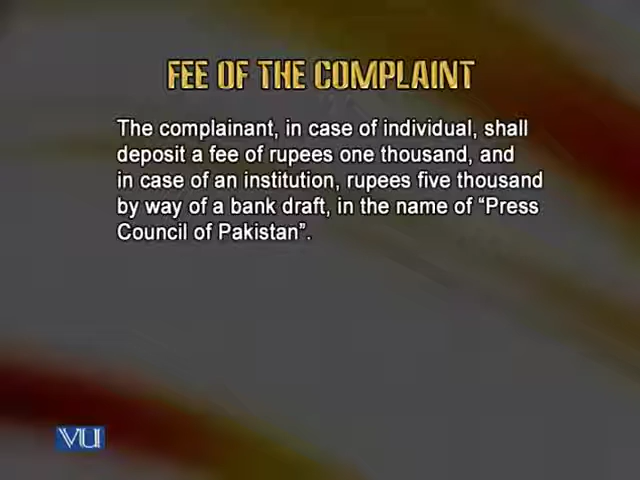 FEE OF THE COMPLAINT
The complainant, in case of individual, shall
deposit a fee of rupees one thousand, and
in case of an institution, rupees five thousand
by way of a bank draft, in the name of “Press
Council of Pakistan”.
VU